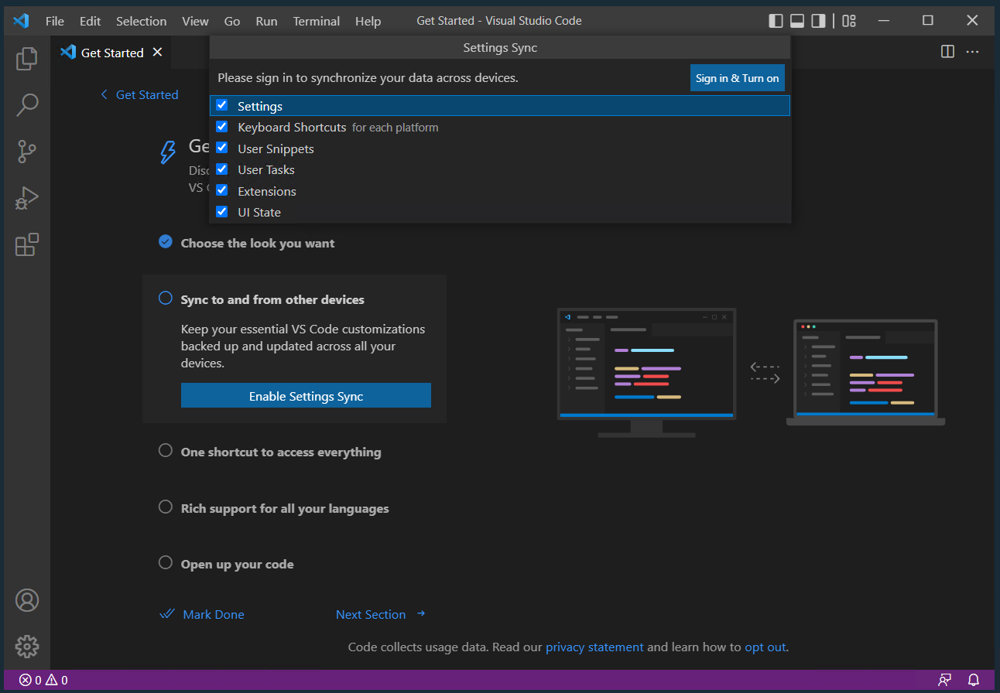 File Edit Selection View Go Run Terminal Help Get Started - Visual Studio Code
Get Started
Settings Sync
Please sign in to synchronize your data across devices. Sign in & Turn on
Settings
Keyboard Shortcuts for each platform
User Snippets
User Tasks
Extensions
UI State
Get Started
Ge
Disc
VS C
Choose the look you want
Sync to and from other devices
Keep your essential VS Code customizations
backed up and updated across all your
devices.
Enable Settings Sync
One shortcut to access everything
Rich support for all your languages
Open up your code
Mark Done Next Section
Code collects usage data. Read our privacy statement and learn how to opt out.
0 0